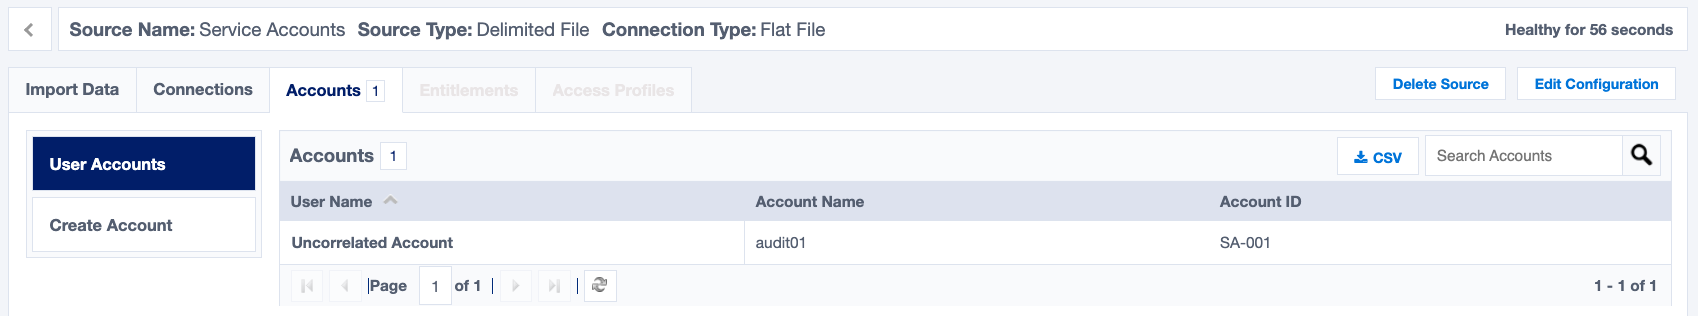 Source Name: Service Accounts Source Type: Delimited File Connection Type: Flat File Healthy for 56 seconds
Import Data Connections Accounts 1 Entitlements Access Profiles Delete Source Edit Configuration
User Accounts
Create Account
Accounts 1 CSV Search Accounts
User Name Account Name Account ID
Uncorrelated Account audit01 SA-001
Page 1 of 1 1 - 1 of 1